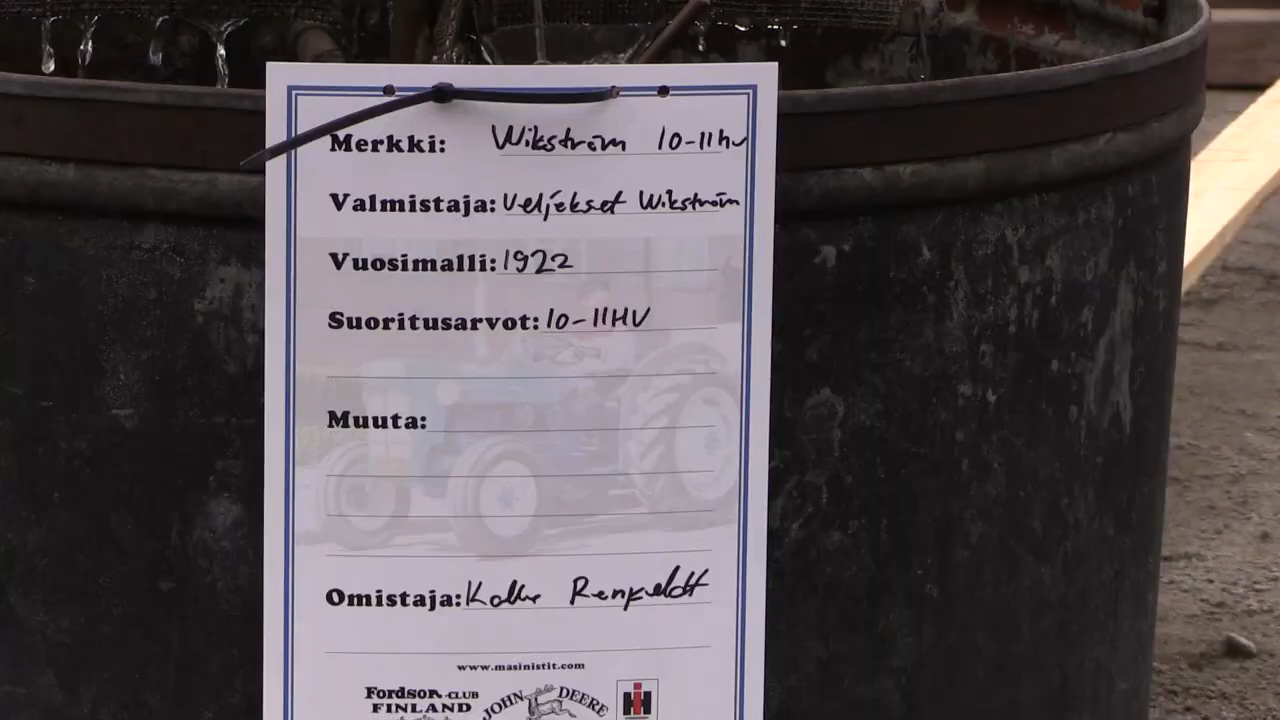 Merkki: Wikström 10-11hv
Valmistaja: Veljekset Wikström
Vuosimalli: 1922
Suoritusarvot: 10-11HV
Muuta:
Omistaja: Kalle
www.masinistit.com
Fordson-CLUB
FINLAND
JOHN DEERE
IH